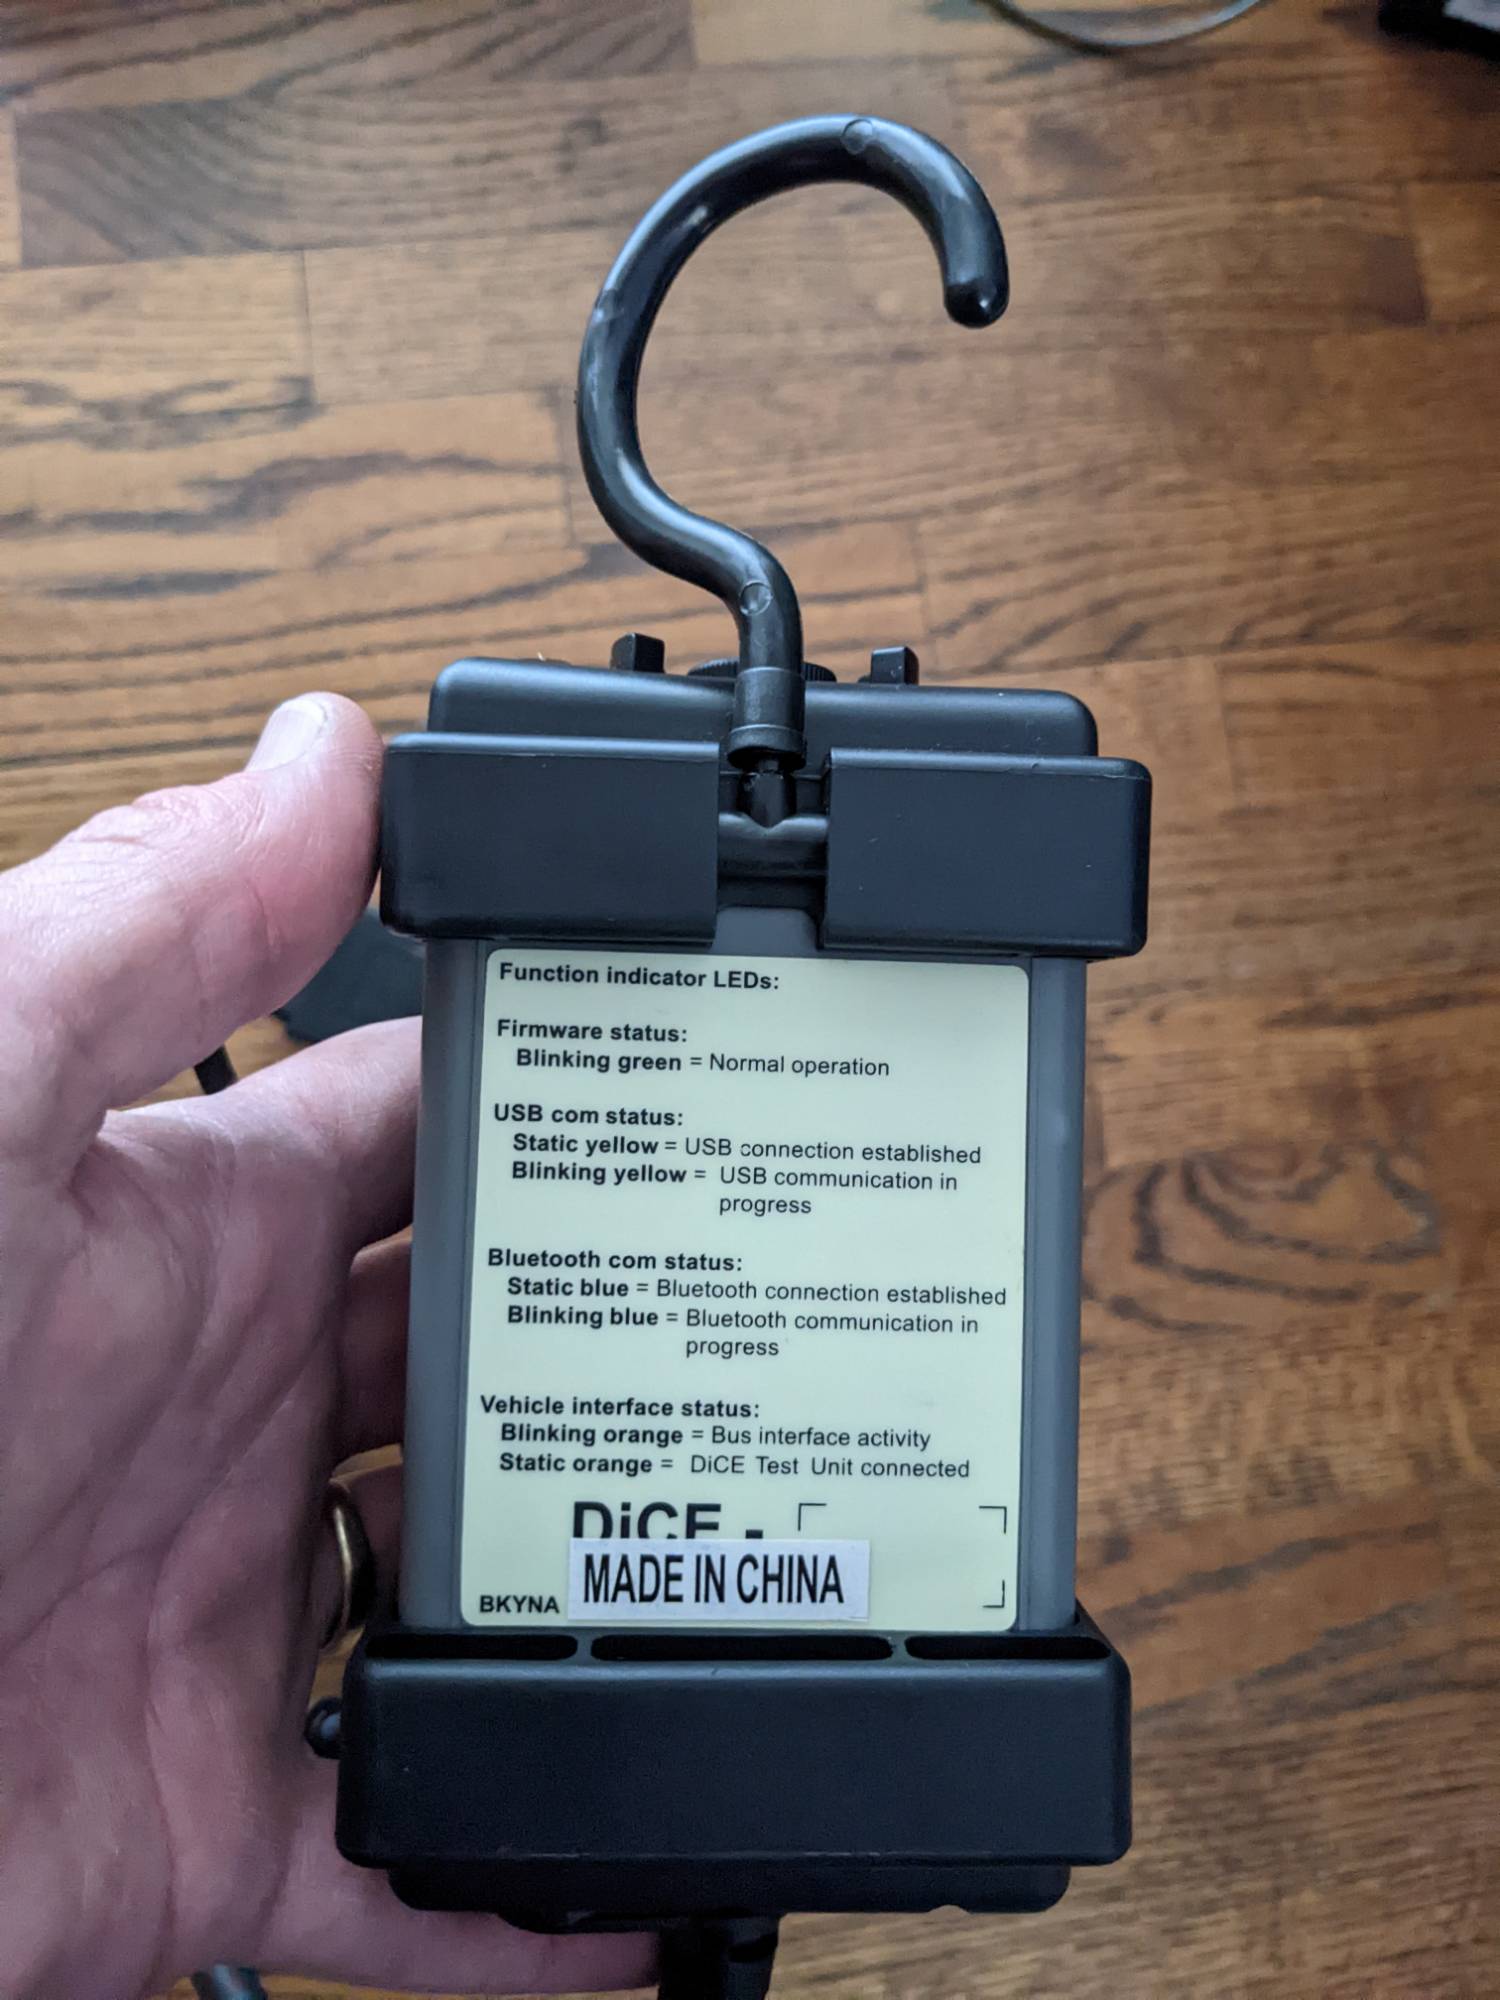 Function indicator LEDs:
Firmware status:
Blinking green = Normal operation
USB com status:
Static yellow = USB connection established
Blinking yellow = USB communication in
progress
Bluetooth com status:
Static blue = Bluetooth connection established
Blinking blue = Bluetooth communication in
progress
Vehicle interface status:
Blinking orange = Bus interface activity
Static orange = DiCE Test Unit connected
DiCE -
MADE IN CHINA
BKYNA